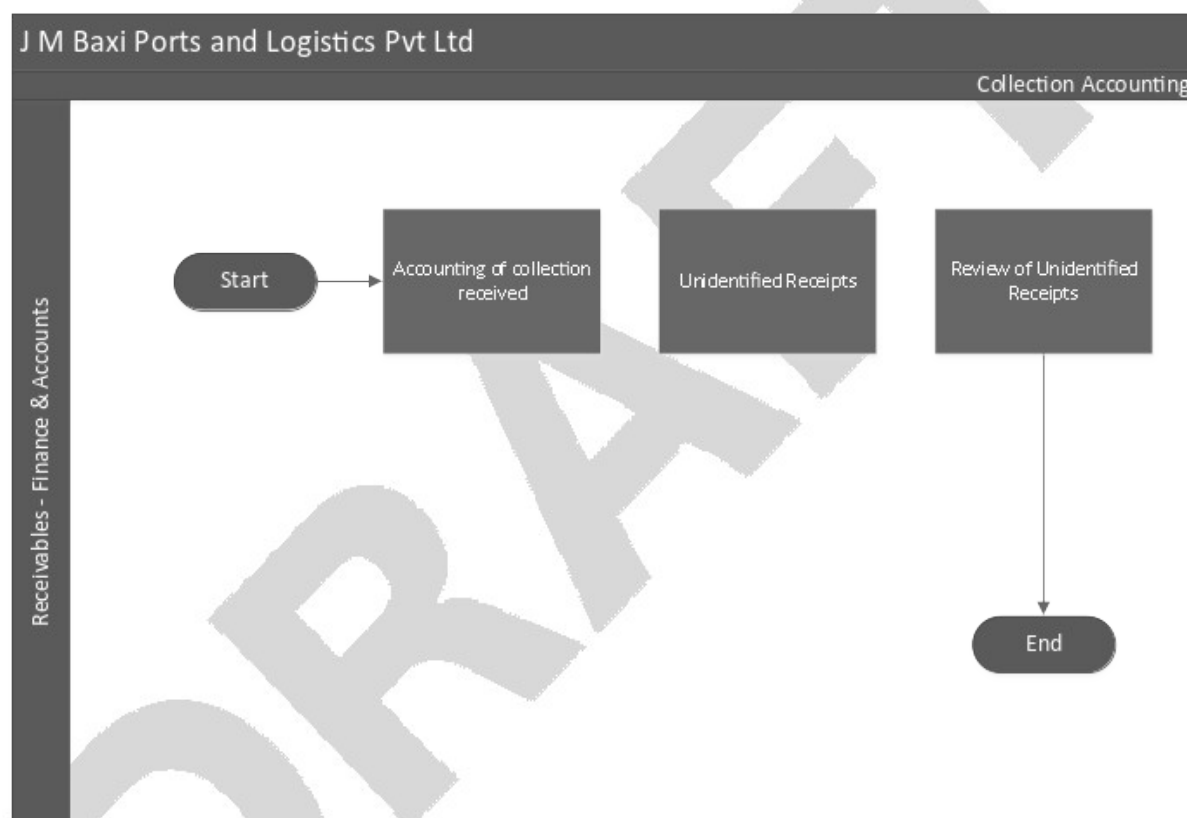 J M Baxi Ports and Logistics Pvt Ltd
Collection Accounting
Receivables - Finance & Accounts
Start
Accounting of collection
received
Unidentified Receipts
Review of Unidentified
Receipts
End
DRAFT